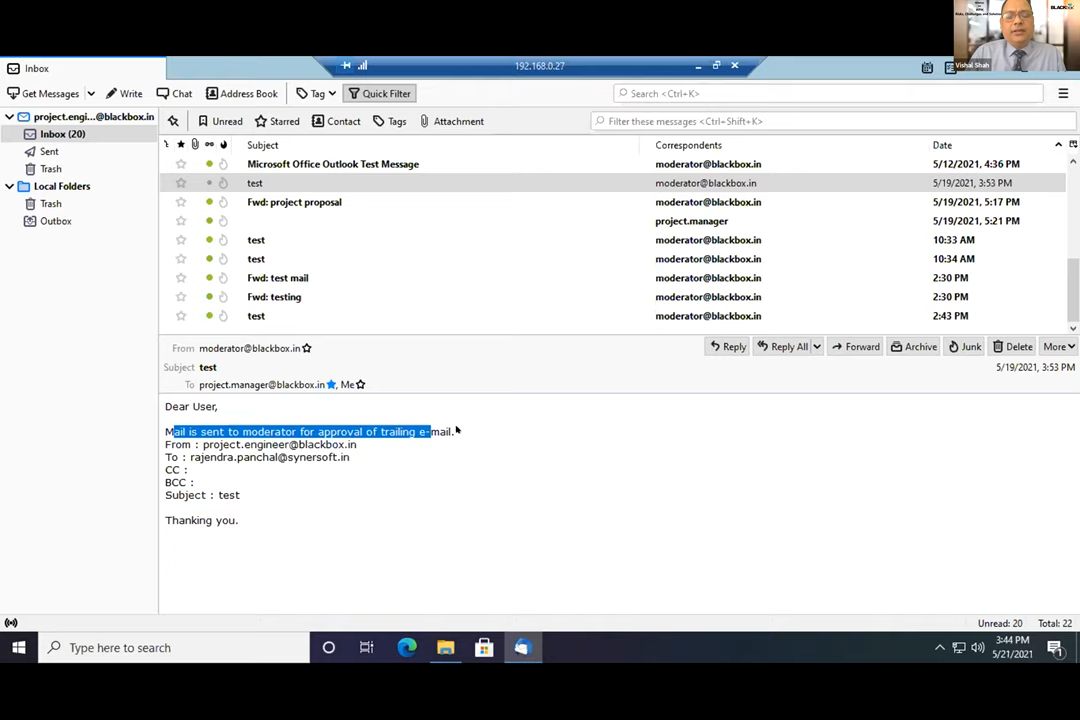 Risks, Challenges and Solutions
BLACKbox
Vishal Shah
Inbox
192.168.0.27
Get Messages
Write
Chat
Address Book
Tag
Quick Filter
Search <Ctrl+K>
project.engi...@blackbox.in
Inbox (20)
Sent
Trash
Local Folders
Trash
Outbox
Unread
Starred
Contact
Tags
Attachment
Filter these messages <Ctrl+Shift+K>
Subject Correspondents Date
Microsoft Office Outlook Test Message moderator@blackbox.in 5/12/2021, 4:36 PM
test moderator@blackbox.in 5/19/2021, 3:53 PM
Fwd: project proposal moderator@blackbox.in 5/19/2021, 5:17 PM
project.manager 5/19/2021, 5:21 PM
test moderator@blackbox.in 10:33 AM
test moderator@blackbox.in 10:34 AM
Fwd: test mail moderator@blackbox.in 2:30 PM
Fwd: testing moderator@blackbox.in 2:30 PM
test moderator@blackbox.in 2:43 PM
From moderator@blackbox.in
Reply Reply All Forward Archive Junk Delete More
Subject test 5/19/2021, 3:53 PM
To project.manager@blackbox.in, Me
Dear User,
Mail is sent to moderator for approval of trailing e-mail.
From : project.engineer@blackbox.in
To : rajendra.panchal@synersoft.in
CC :
BCC :
Subject : test
Thanking you.
Unread: 20 Total: 22
Type here to search
3:44 PM
5/21/2021
1